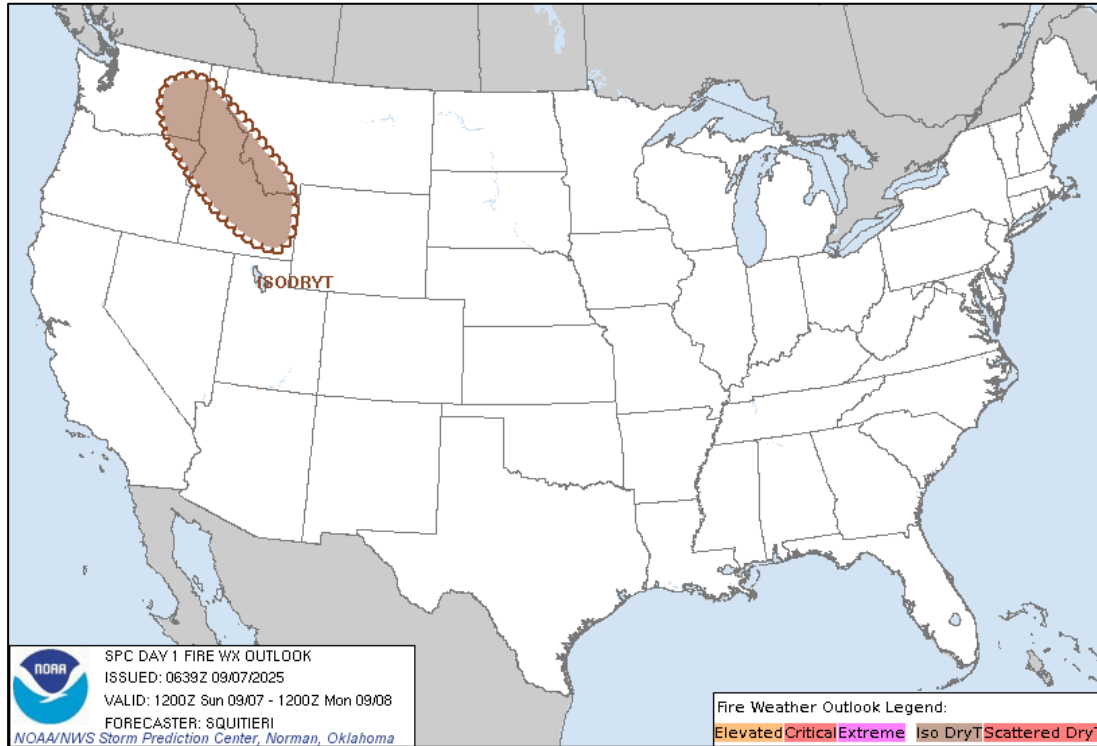 ISODRYT
NOAA
SPC DAY 1 FIRE WX OUTLOOK
ISSUED: 0639Z 09/07/2025
VALID: 1200Z Sun 09/07 - 1200Z Mon 09/08
FORECASTER: SQUITIERI
NOAA/NWS Storm Prediction Center, Norman, Oklahoma
Fire Weather Outlook Legend:
Elevated Critical Extreme Iso DryT Scattered DryT